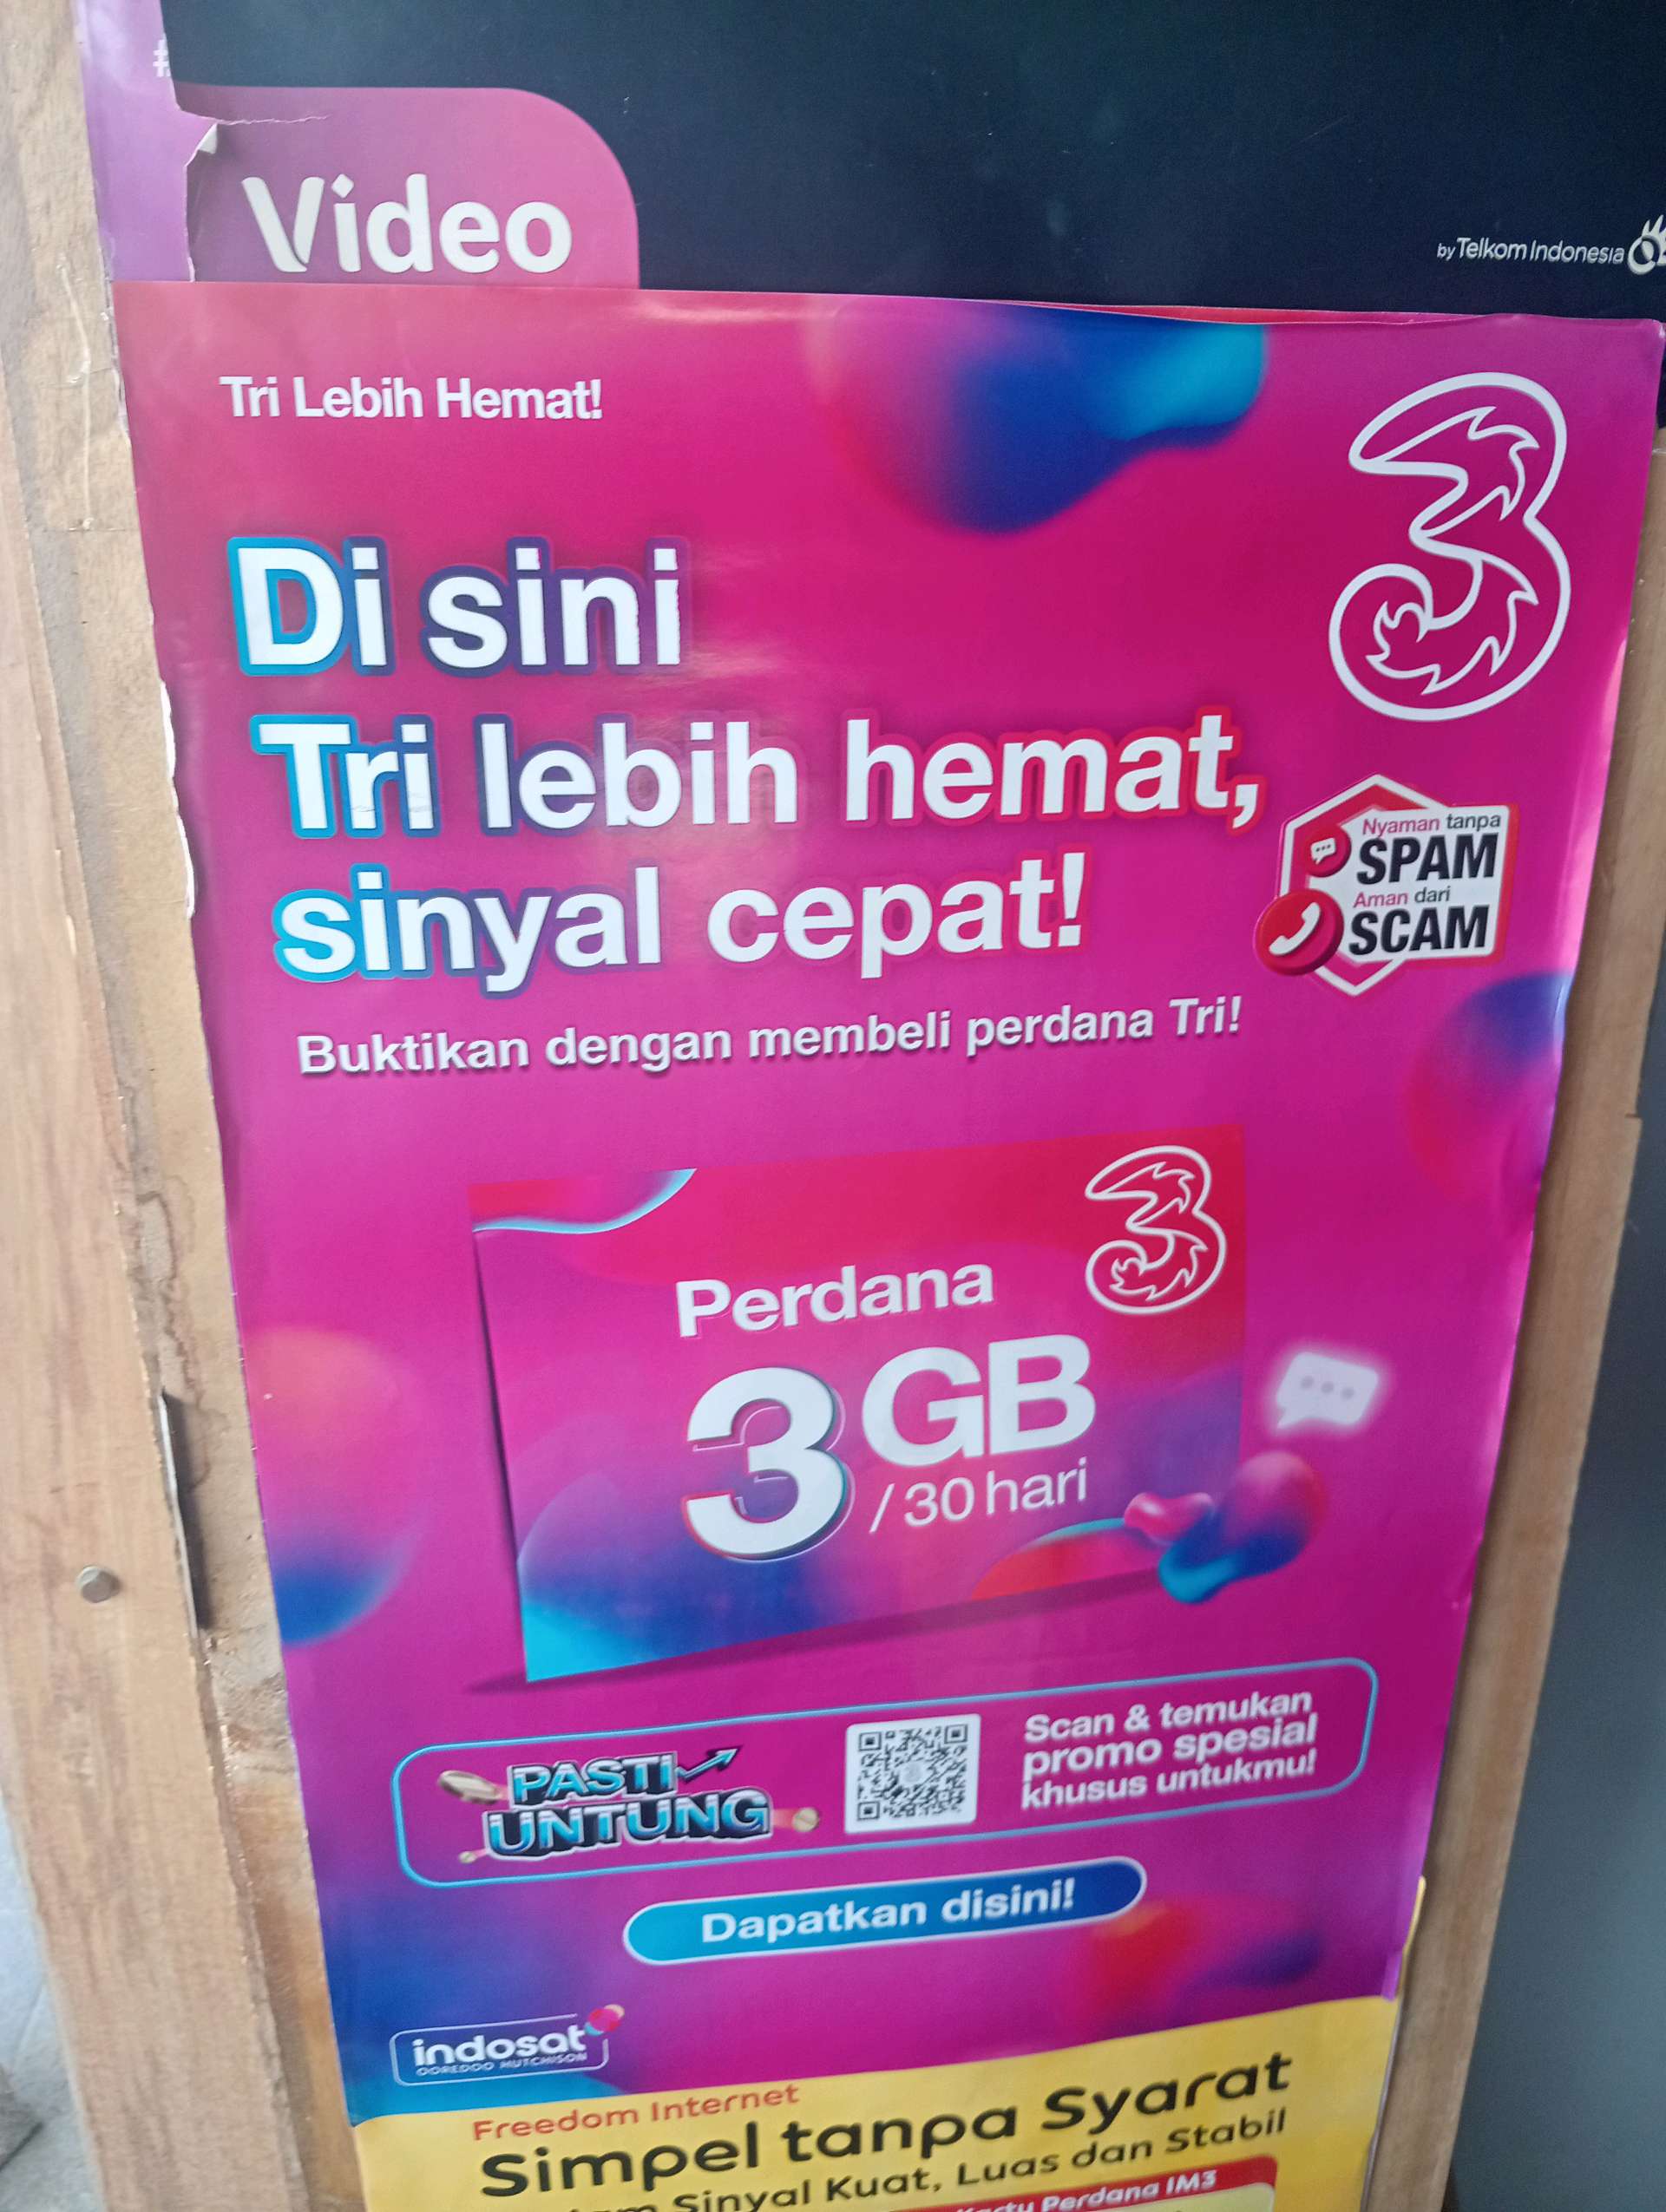 #
Video
by Telkom Indonesia
Tri Lebih Hemat!
3
Di sini
Tri lebih hemat,
sinyal cepat!
Nyaman tanpa
SPAM
Aman dari
SCAM
Buktikan dengan membeli perdana Tri!
3
Perdana
3 GB
/30 hari
PASTI
UNTUNG
Scan & temukan
promo spesial
khusus untukmu!
Dapatkan disini!
indosat
OOREDOO HUTCHISON
Freedom Internet
Simpel tanpa Syarat
Sinyal Kuat, Luas dan Stabil
Perdana IM3